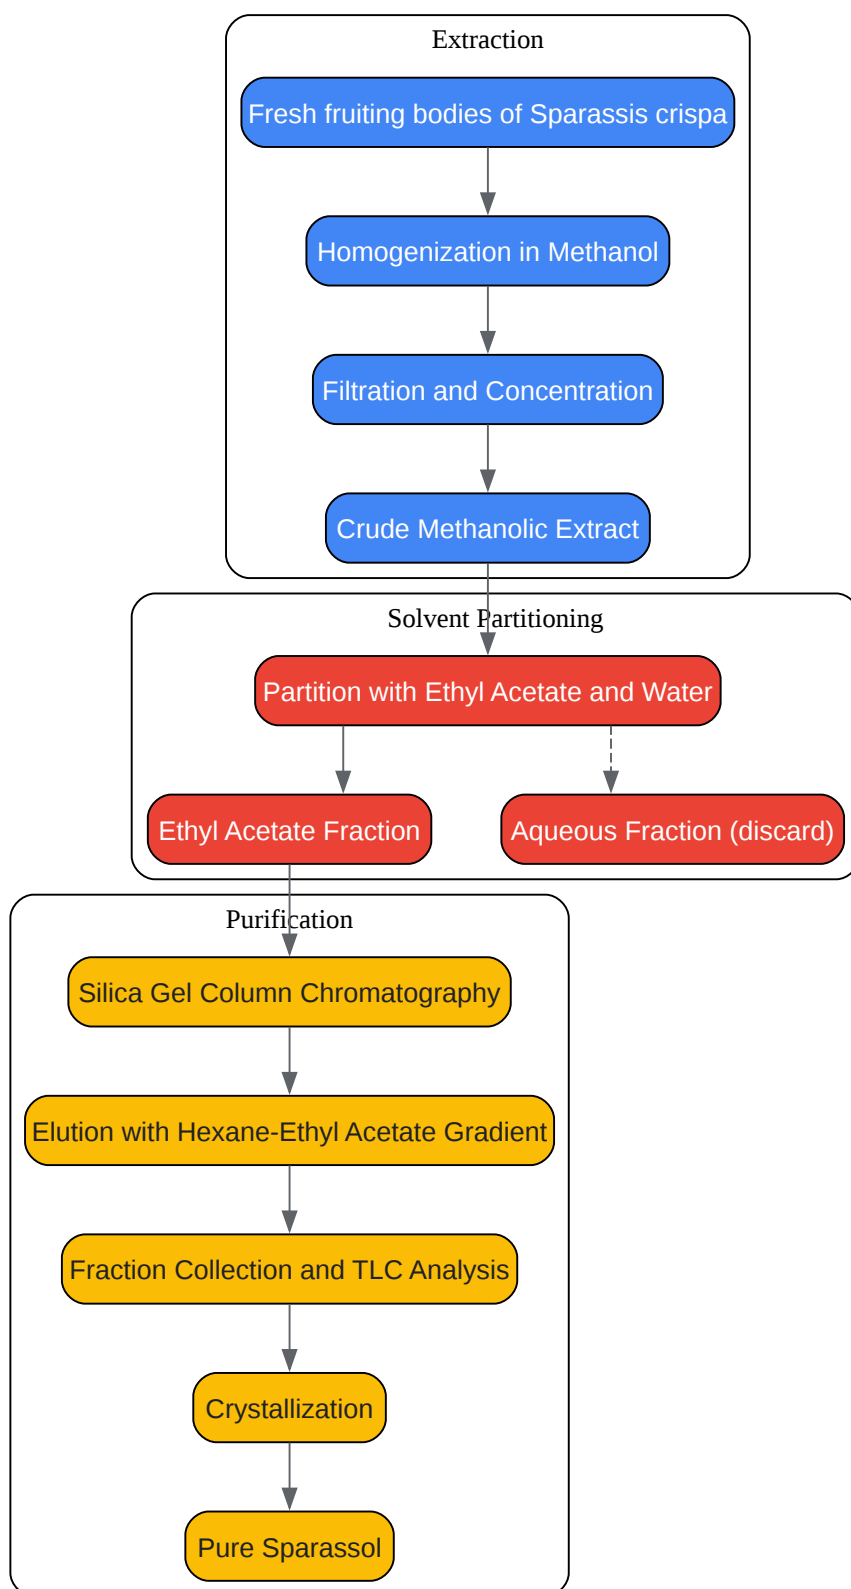 Extraction
Fresh fruiting bodies of Sparassis crispa
Homogenization in Methanol
Filtration and Concentration
Crude Methanolic Extract
Solvent Partitioning
Partition with Ethyl Acetate and Water
Ethyl Acetate Fraction
Aqueous Fraction (discard)
Purification
Silica Gel Column Chromatography
Elution with Hexane-Ethyl Acetate Gradient
Fraction Collection and TLC Analysis
Crystallization
Pure Sparassol